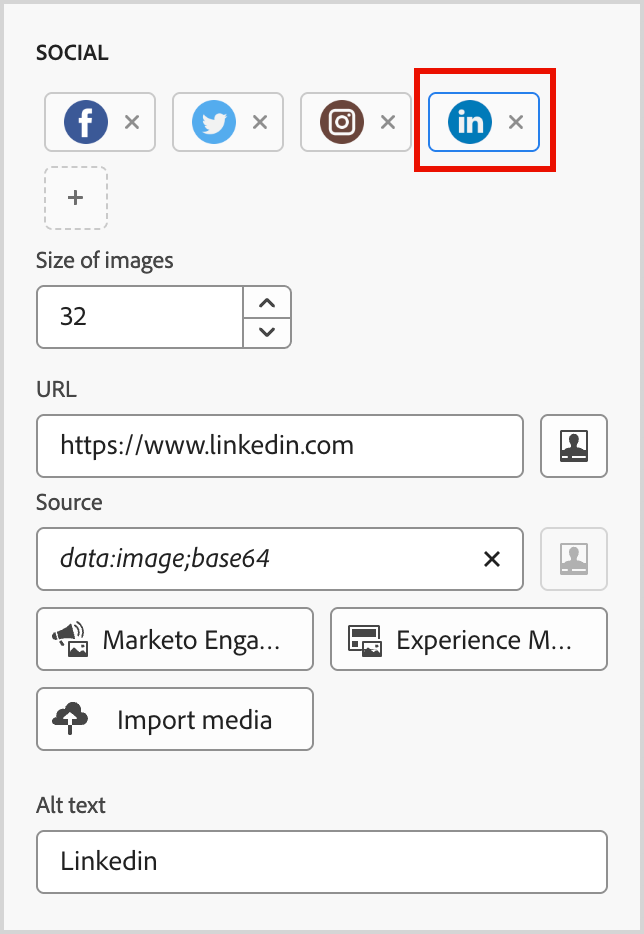 SOCIAL
f in
+
Size of images
32
URL
https://www.linkedin.com
Source
data:image;base64
Marketo Enga... Experience M...
Import media
Alt text
Linkedin